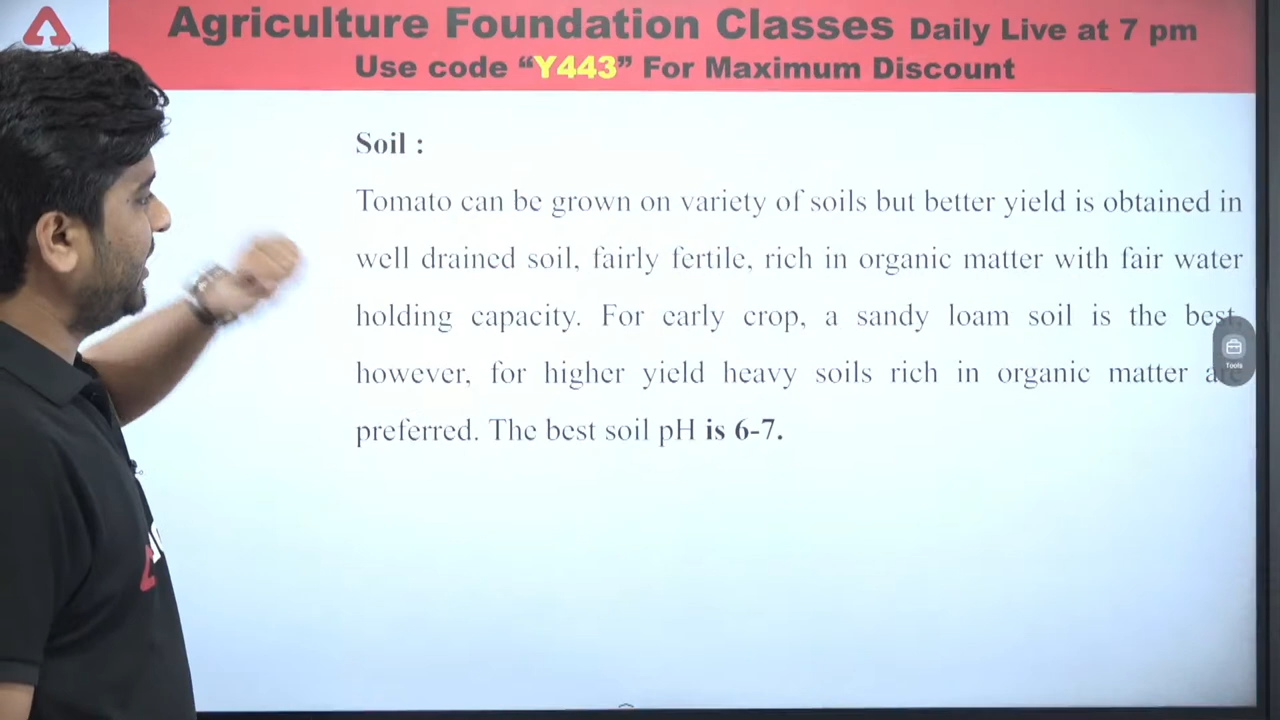 Agriculture Foundation Classes Daily Live at 7 pm
Use code “Y443” For Maximum Discount
Soil :
Tomato can be grown on variety of soils but better yield is obtained in
well drained soil, fairly fertile, rich in organic matter with fair water
holding capacity. For early crop, a sandy loam soil is the best,
however, for higher yield heavy soils rich in organic matter are
preferred. The best soil pH is 6-7.
Tools